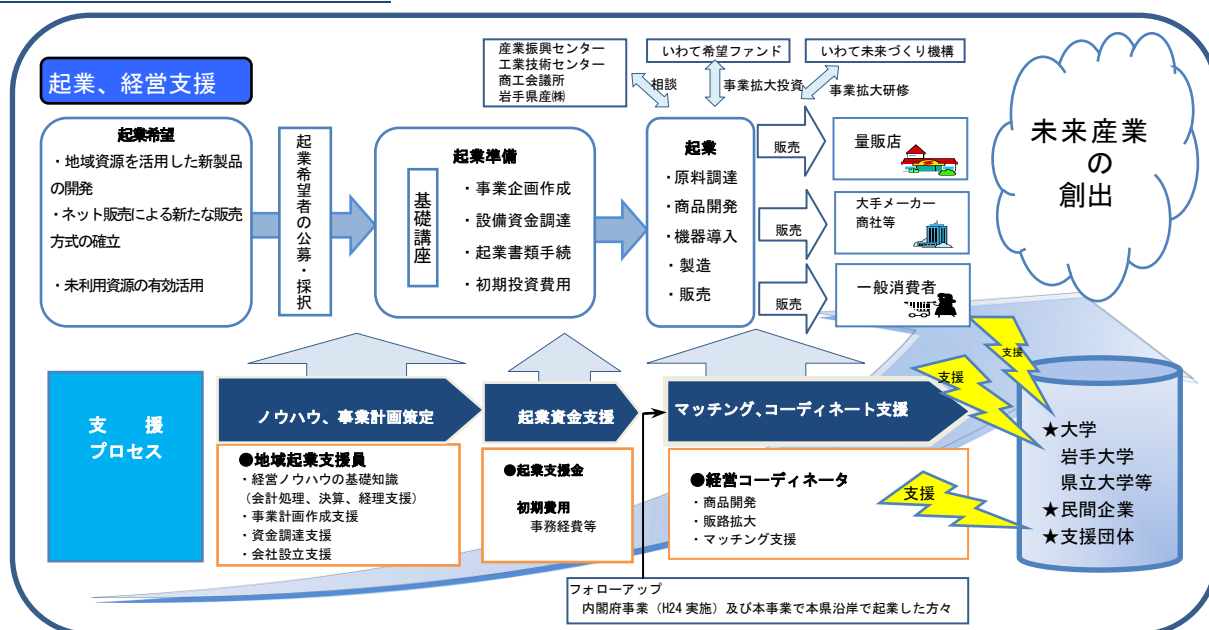 起業、経営支援
産業振興センター
工業技術センター
商工会議所
岩手県産㈱
いわて希望ファンド
いわて未来づくり機構
相談
事業拡大投資
事業拡大研修
起業希望
・地域資源を活用した新製品
の開発
・ネット販売による新たな販売
方式の確立
・未利用資源の有効活用
起業希望者の公募・採択
起業準備
基礎講座
・事業企画作成
・設備資金調達
・起業書類手続
・初期投資費用
起業
・原料調達
・商品開発
・機器導入
・製造
・販売
販売
量販店
販売
大手メーカー
商社等
販売
一般消費者
未来産業
の
創出
支　援
プロセス
ノウハウ、事業計画策定
●地域起業支援員
・経営ノウハウの基礎知識
（会計処理、決算、経理支援）
・事業計画作成支援
・資金調達支援
・会社設立支援
起業資金支援
●起業支援金
初期費用
事務経費等
マッチング、コーディネート支援
●経営コーディネータ
・商品開発
・販路拡大
・マッチング支援
支援
支援
支援
★大学
岩手大学
県立大学等
★民間企業
★支援団体
フォローアップ
内閣府事業（H24 実施）及び本事業で本県沿岸で起業した方々